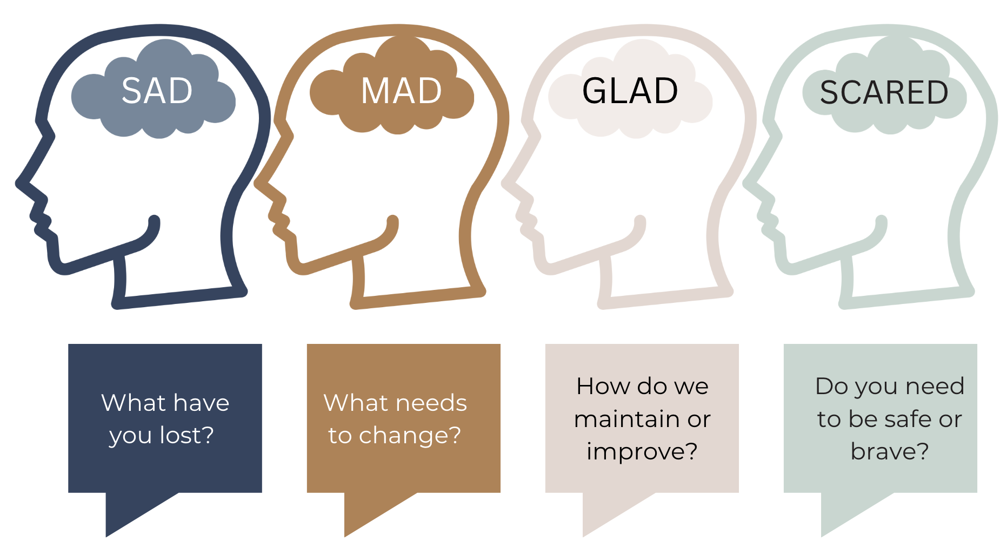 SAD
MAD
GLAD
SCARED
What have
you lost?
What needs
to change?
How do we
maintain or
improve?
Do you need
to be safe or
brave?